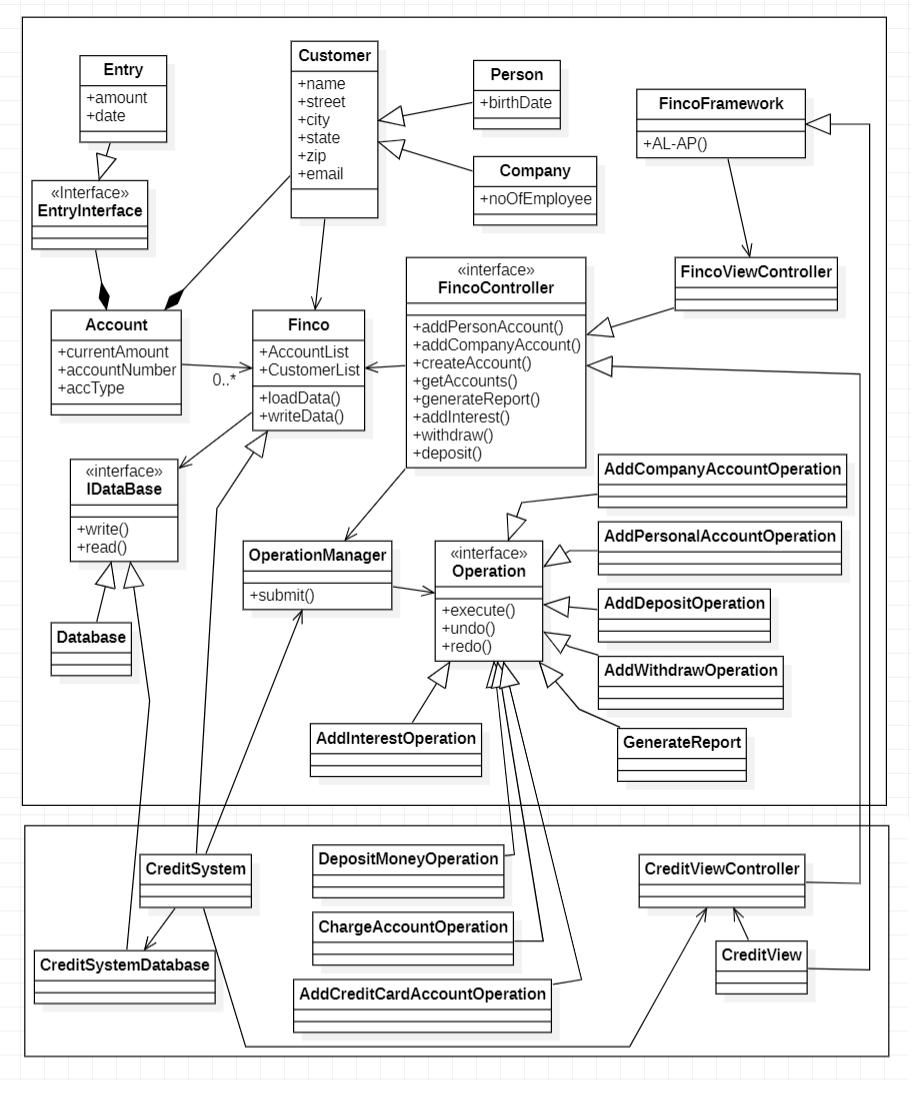 Entry
+amount
+date
Customer
+name
+street
+city
+state
+zip
+email
Person
+birthDate
Company
+noOfEmployee
FincoFramework
+AL-AP()
«Interface»
EntryInterface
FincoViewController
«interface»
FincoController
+addPersonAccount()
+addCompanyAccount()
+createAccount()
+getAccounts()
+generateReport()
+addInterest()
+withdraw()
+deposit()
Account
+currentAmount
+accountNumber
+accType
0..*
Finco
+AccountList
+CustomerList
+loadData()
+writeData()
«interface»
IDataBase
+write()
+read()
Database
OperationManager
+submit()
«interface»
Operation
+execute()
+undo()
+redo()
AddCompanyAccountOperation
AddPersonalAccountOperation
AddDepositOperation
AddWithdrawOperation
GenerateReport
AddInterestOperation
CreditSystem
CreditSystemDatabase
DepositMoneyOperation
ChargeAccountOperation
AddCreditCardAccountOperation
CreditViewController
CreditView